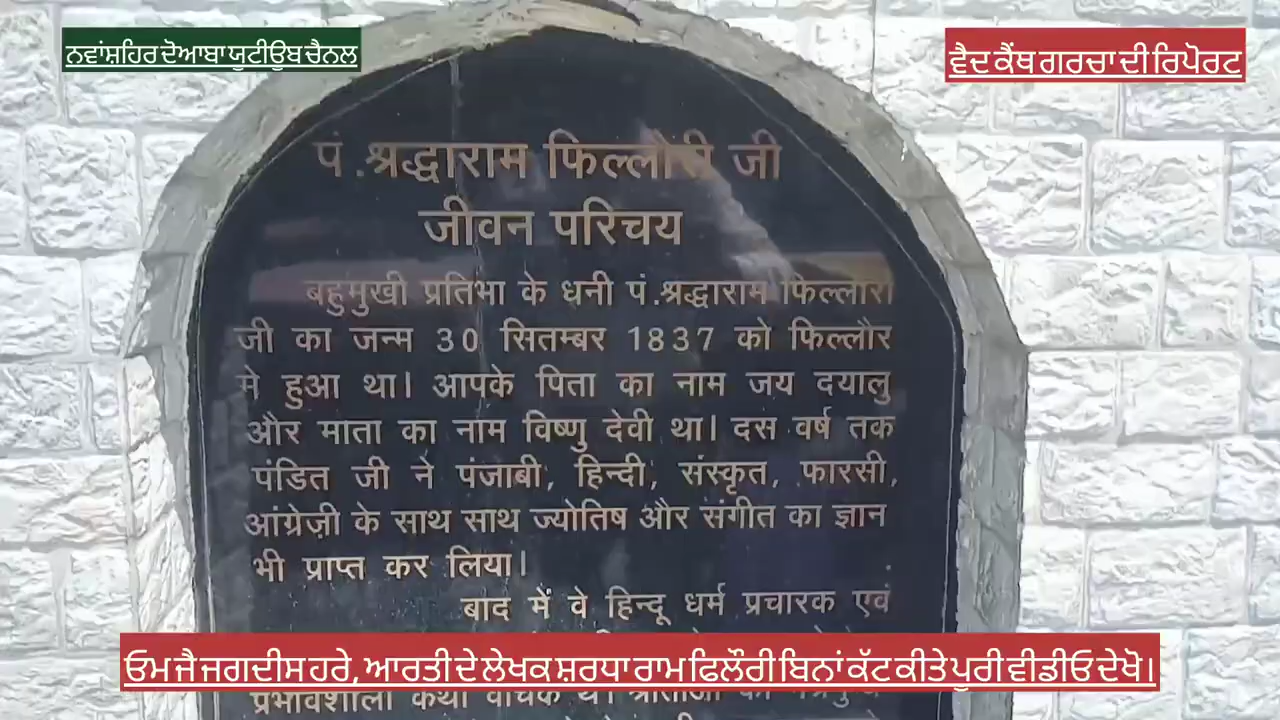 ਨਵਾਂਸ਼ਹਿਰ ਦੋਆਬਾ ਯੂਟੀਊਬ ਚੈਨਲ
ਵੈਦ ਕੈਂਥ ਗਰਚਾ ਦੀ ਰਿਪੋਰਟ
पं.श्रद्धाराम फिल्लौरी जी
जीवन परिचय
बहुमुखी प्रतिभा के धनी पं.श्रद्धाराम फिल्लौरी
जी का जन्म 30 सितम्बर 1837 को फिल्लौर
मे हुआ था। आपके पिता का नाम जय दयालु
और माता का नाम विष्णु देवी था। दस वर्ष तक
पंडित जी ने पंजाबी, हिन्दी, संस्कृत, फारसी,
आंग्रेज़ी के साथ साथ ज्योतिष और संगीत का ज्ञान
भी प्राप्त कर लिया।
बाद में वे हिन्दू धर्म प्रचारक एवं
ਓਮ ਜੈ ਜਗਦੀਸ ਹਰੇ, ਆਰਤੀ ਦੇ ਲੇਖਕ ਸ਼ਰਧਾ ਰਾਮ ਫਿਲੌਰੀ ਬਿਨਾਂ ਕੱਟ ਕੀਤੇ ਪੁਰੀ ਵੀਡੀਓ ਦੇਖੋ।
प्रभावशाली कथा वाचक थे।